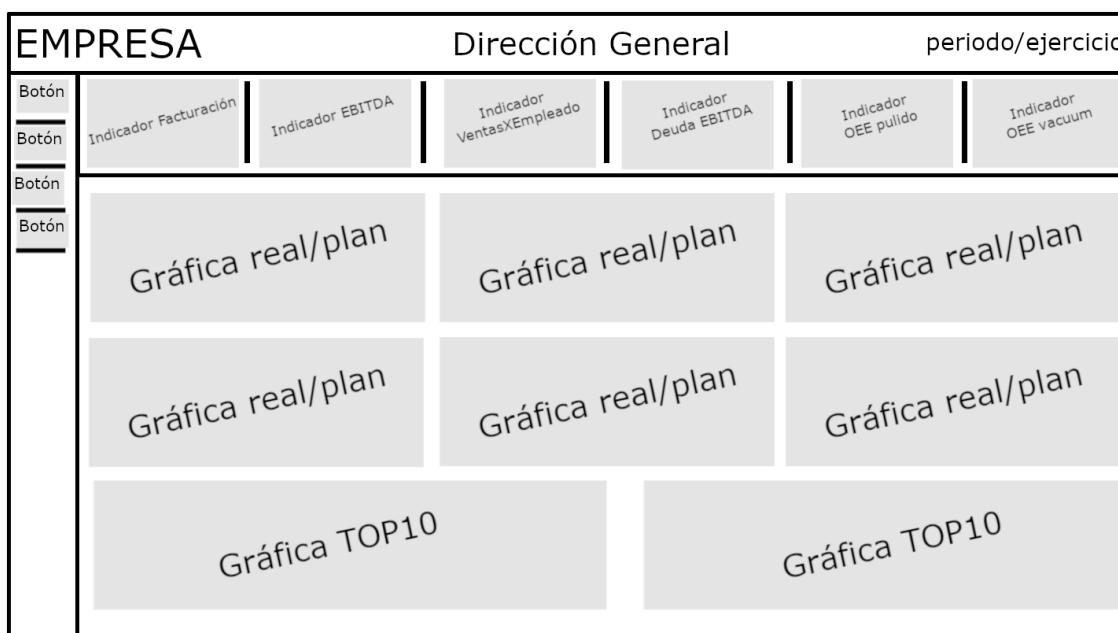 EMPRESA
Dirección General
periodo/ejercicio
Botón
Botón
Botón
Botón
Indicador Facturación
Indicador EBITDA
Indicador
VentasXEmpleado
Indicador
Deuda EBITDA
Indicador
OEE pulido
Indicador
OEE vacuum
Gráfica real/plan
Gráfica real/plan
Gráfica real/plan
Gráfica real/plan
Gráfica real/plan
Gráfica real/plan
Gráfica TOP10
Gráfica TOP10